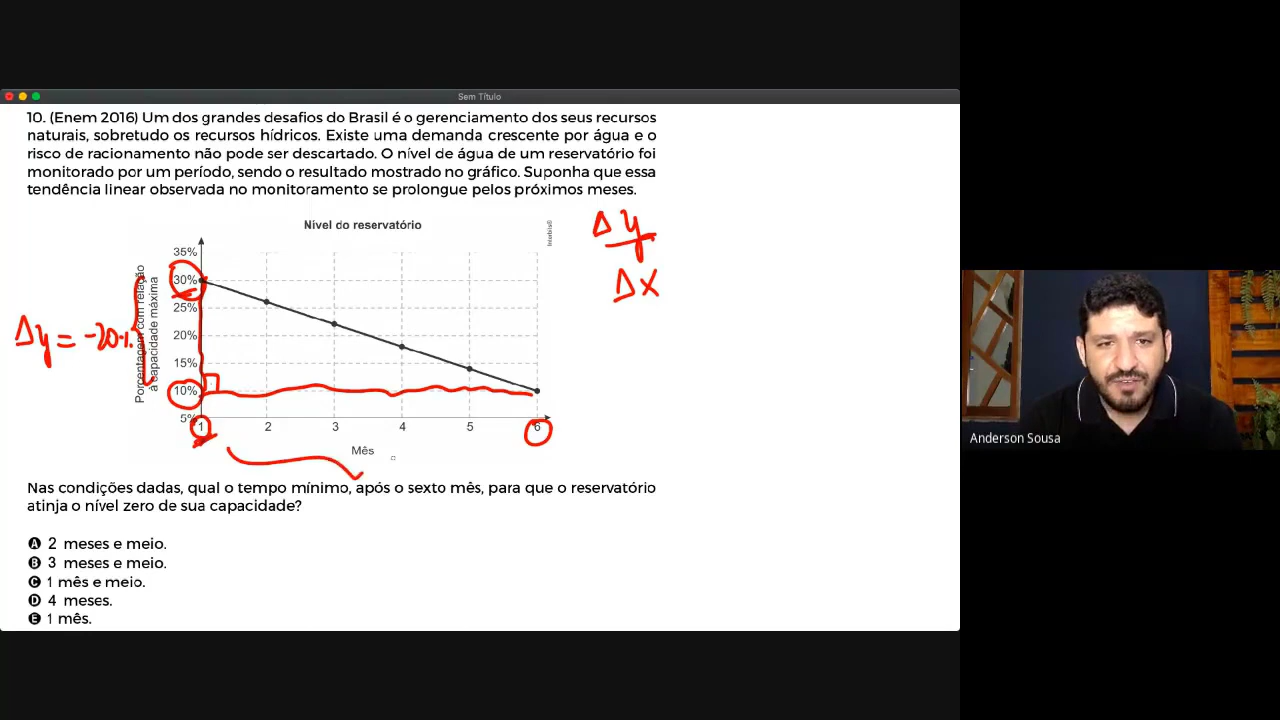 Sem Título
10. (Enem 2016) Um dos grandes desafios do Brasil é o gerenciamento dos seus recursos
naturais, sobretudo os recursos hídricos. Existe uma demanda crescente por água e o
risco de racionamento não pode ser descartado. O nível de água de um reservatório foi
monitorado por um período, sendo o resultado mostrado no gráfico. Suponha que essa
tendência linear observada no monitoramento se prolongue pelos próximos meses.
Nível do reservatório
Interbits®
Δy
Δx
35%
30%
25%
20%
15%
10%
5%
Porcentagem com relação
à capacidade máxima
Δy = -20%
1 2 3 4 5 6
Mês
Nas condições dadas, qual o tempo mínimo, após o sexto mês, para que o reservatório
atinja o nível zero de sua capacidade?
A 2 meses e meio.
B 3 meses e meio.
C 1 mês e meio.
D 4 meses.
E 1 mês.
Anderson Sousa